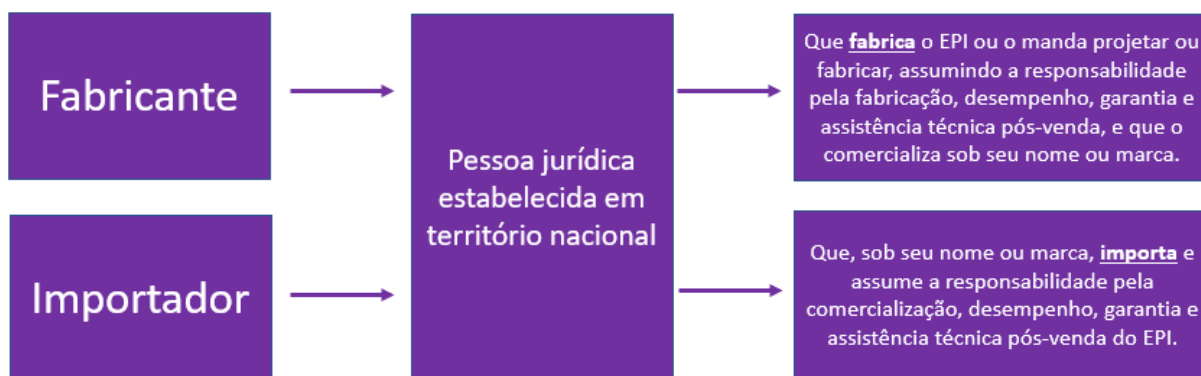 Fabricante
Importador
Pessoa jurídica
estabelecida em
território nacional
Que fabrica o EPI ou o manda projetar ou
fabricar, assumindo a responsabilidade
pela fabricação, desempenho, garantia e
assistência técnica pós-venda, e que o
comercializa sob seu nome ou marca.
Que, sob seu nome ou marca, importa e
assume a responsabilidade pela
comercialização, desempenho, garantia e
assistência técnica pós-venda do EPI.